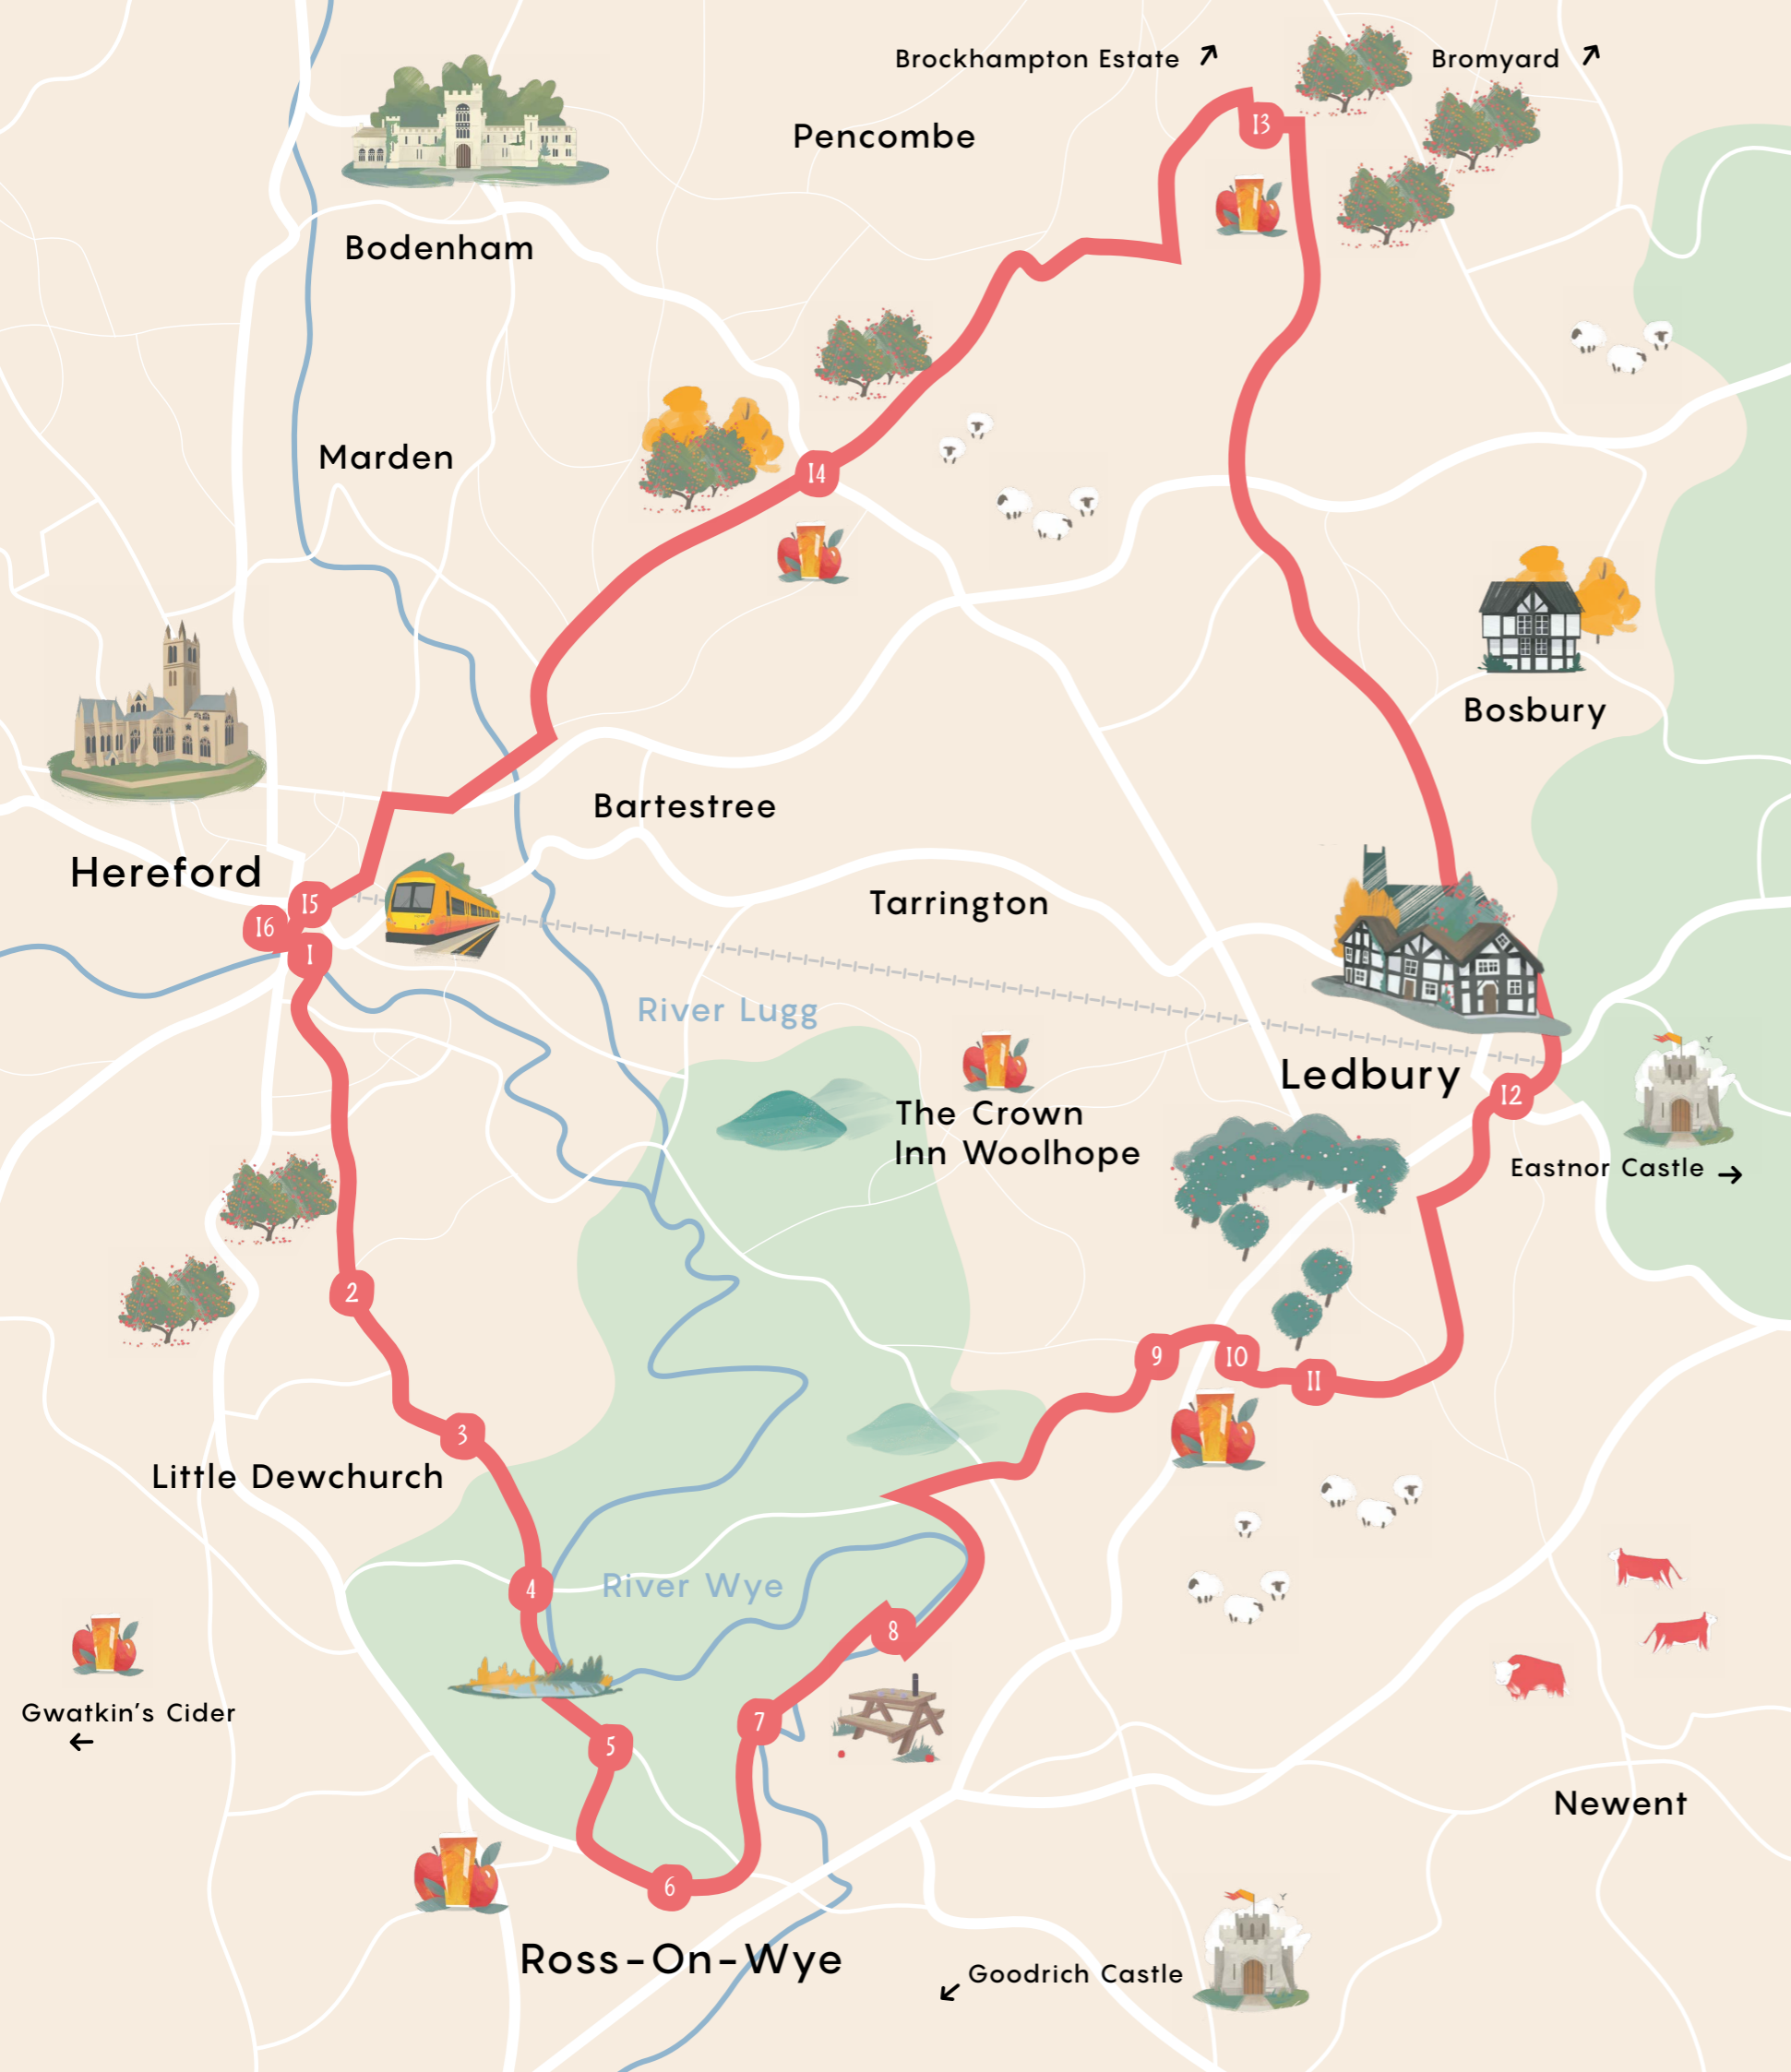 Brockhampton Estate ↗
Bromyard ↗
13
Pencombe
Bodenham
Marden
14
Bosbury
Bartestree
Hereford
15
16
1
Tarrington
River Lugg
Ledbury
12
The Crown
Inn Woolhope
Eastnor Castle →
2
9
10
11
3
Little Dewchurch
4
River Wye
8
Gwatkin's Cider
←
7
5
Newent
6
Ross-On-Wye
↙ Goodrich Castle